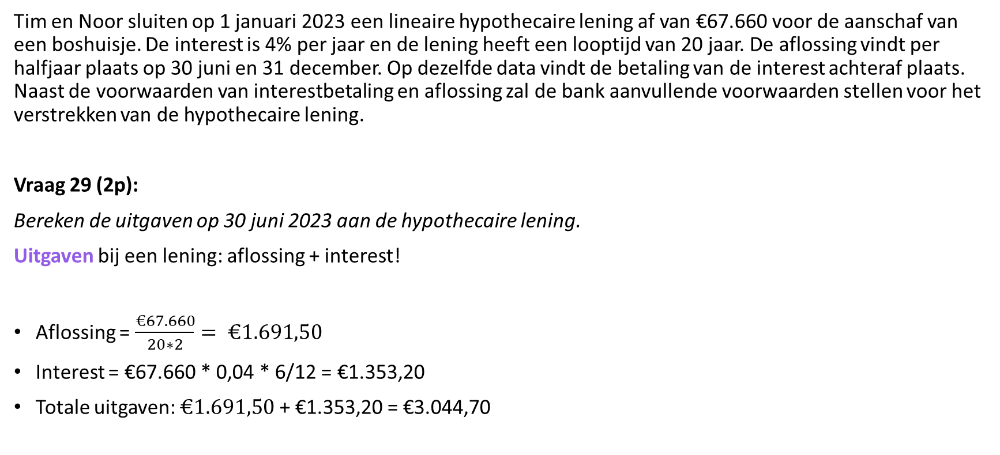 Tim en Noor sluiten op 1 januari 2023 een lineaire hypothecaire lening af van €67.660 voor de aanschaf van
een boshuisje. De interest is 4% per jaar en de lening heeft een looptijd van 20 jaar. De aflossing vindt per
halfjaar plaats op 30 juni en 31 december. Op dezelfde data vindt de betaling van de interest achteraf plaats.
Naast de voorwaarden van interestbetaling en aflossing zal de bank aanvullende voorwaarden stellen voor het
verstrekken van de hypothecaire lening.
Vraag 29 (2p):
Bereken de uitgaven op 30 juni 2023 aan de hypothecaire lening.
Uitgaven bij een lening: aflossing + interest!
• Aflossing = €67.660 / 20∗2 = €1.691,50
• Interest = €67.660 * 0,04 * 6/12 = €1.353,20
• Totale uitgaven: €1.691,50 + €1.353,20 = €3.044,70